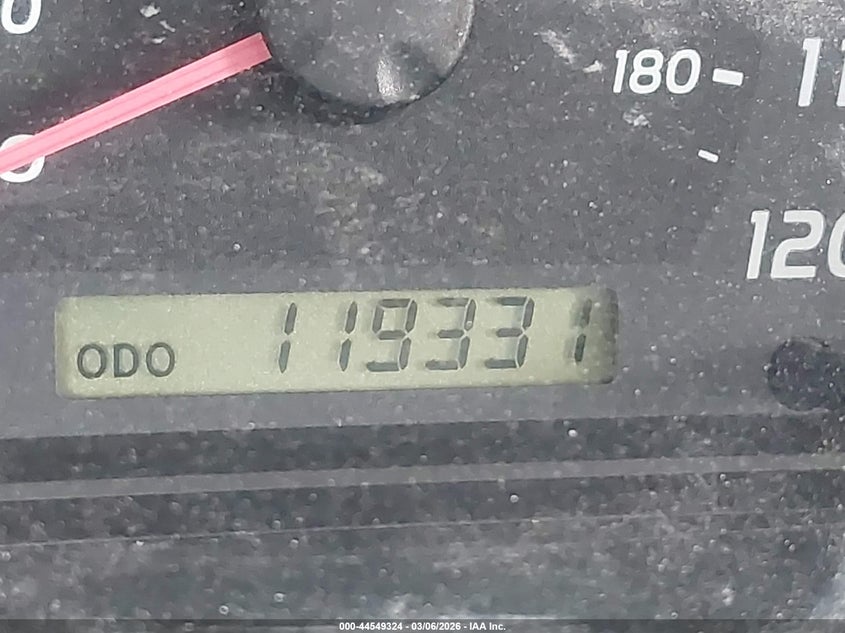 180
120
ODO 119331
000-44549324 - 03/06/2026 - IAA Inc.